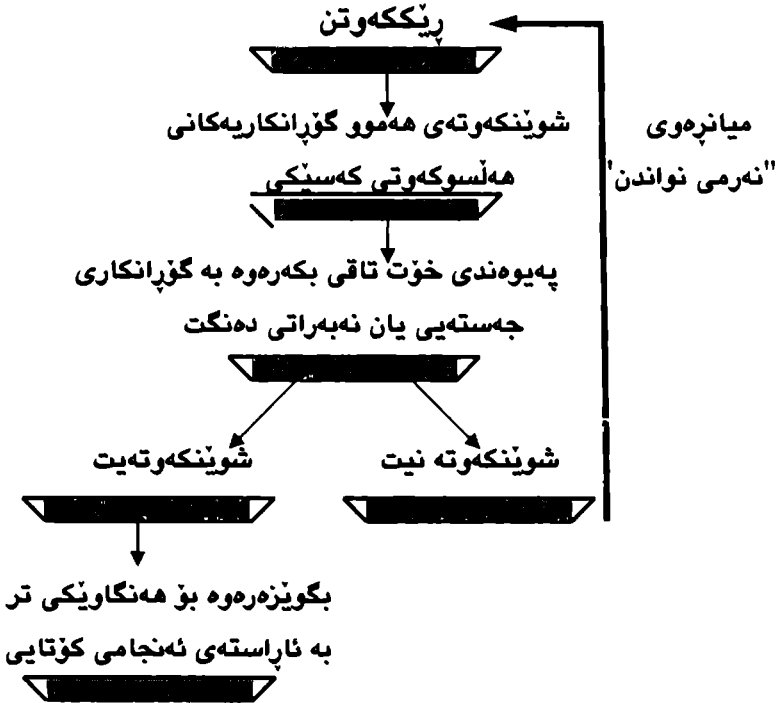 ڕێککەوتن
شوێنکەوتەی هەموو گۆڕانکاریەکانی
هەڵسوکەوتی کەسێکی
میانڕەوی
"نەرمی نواندن'
پەیوەندی خۆت تاقی بکەرەوە بە گۆڕانکاری
جەستەیی یان نەبەراتی دەنگت
شوێنکەوتە نیت
شوێنکەوتەیت
بگوێزەرەوە بۆ هەنگاوێکی تر
بە ئاڕاستەی ئەنجامی کۆتایی